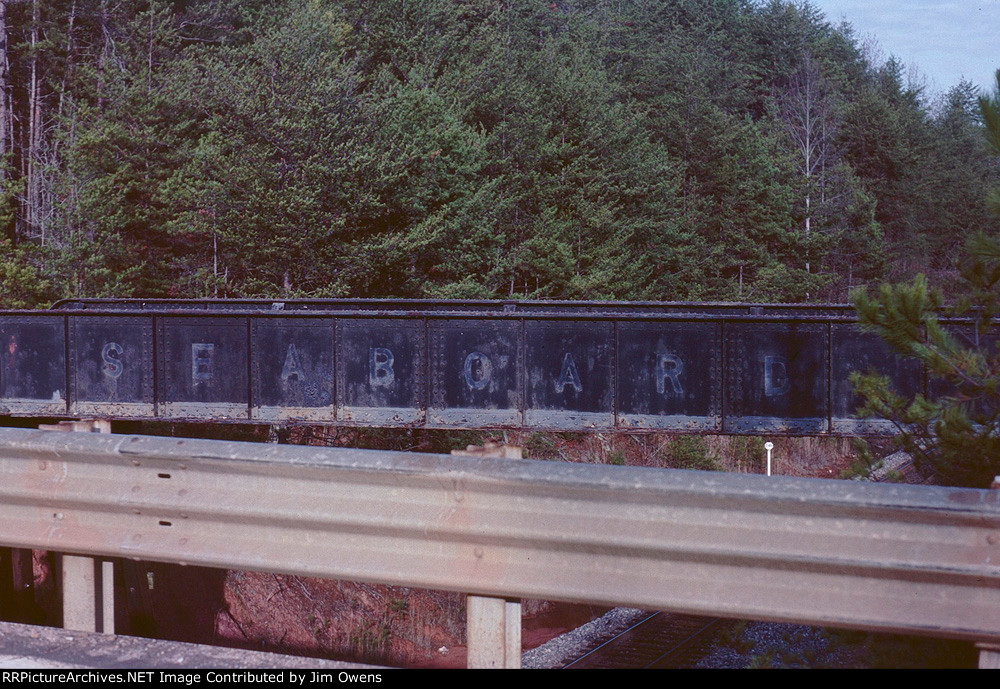 SEABOARD
RRPictureArchives.NET Image Contributed by Jim Owens